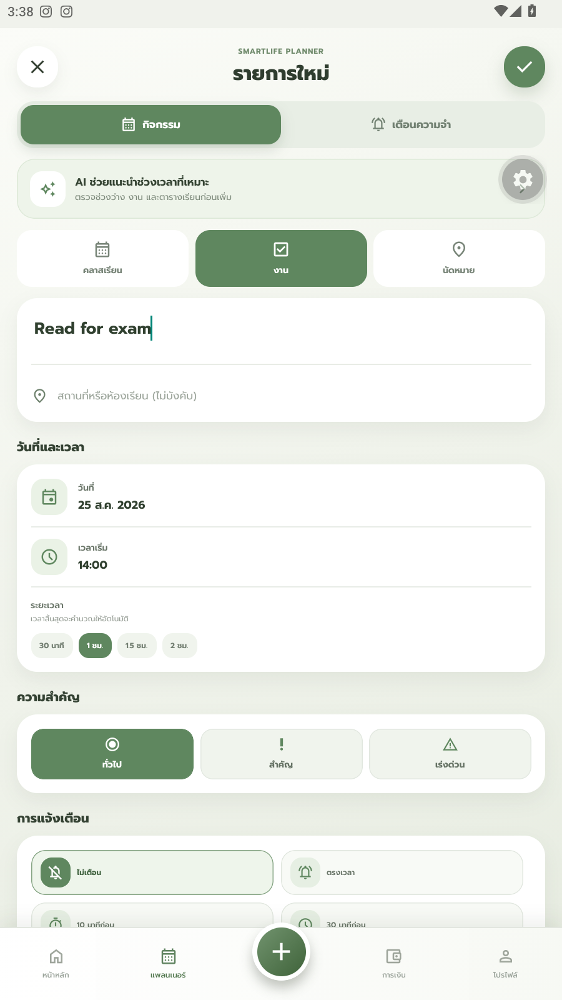 3:38
SMARTLIFE PLANNER
รายการใหม่
กิจกรรม
เตือนความจำ
AI ช่วยแนะนำช่วงเวลาที่เหมาะ
ตรวจช่วงว่าง งาน และตารางเรียนก่อนเพิ่ม
คลาสเรียน
งาน
นัดหมาย
Read for exam
สถานที่หรือห้องเรียน (ไม่บังคับ)
วันที่และเวลา
วันที่
25 ส.ค. 2026
เวลาเริ่ม
14:00
ระยะเวลา
เวลาสิ้นสุดจะคำนวณให้อัตโนมัติ
30 นาที
1 ชม.
1.5 ชม.
2 ชม.
ความสำคัญ
ทั่วไป
สำคัญ
เร่งด่วน
การแจ้งเตือน
ไม่เตือน
ตรงเวลา
10 นาทีก่อน
30 นาทีก่อน
หน้าหลัก
แพลนเนอร์
การเงิน
โปรไฟล์